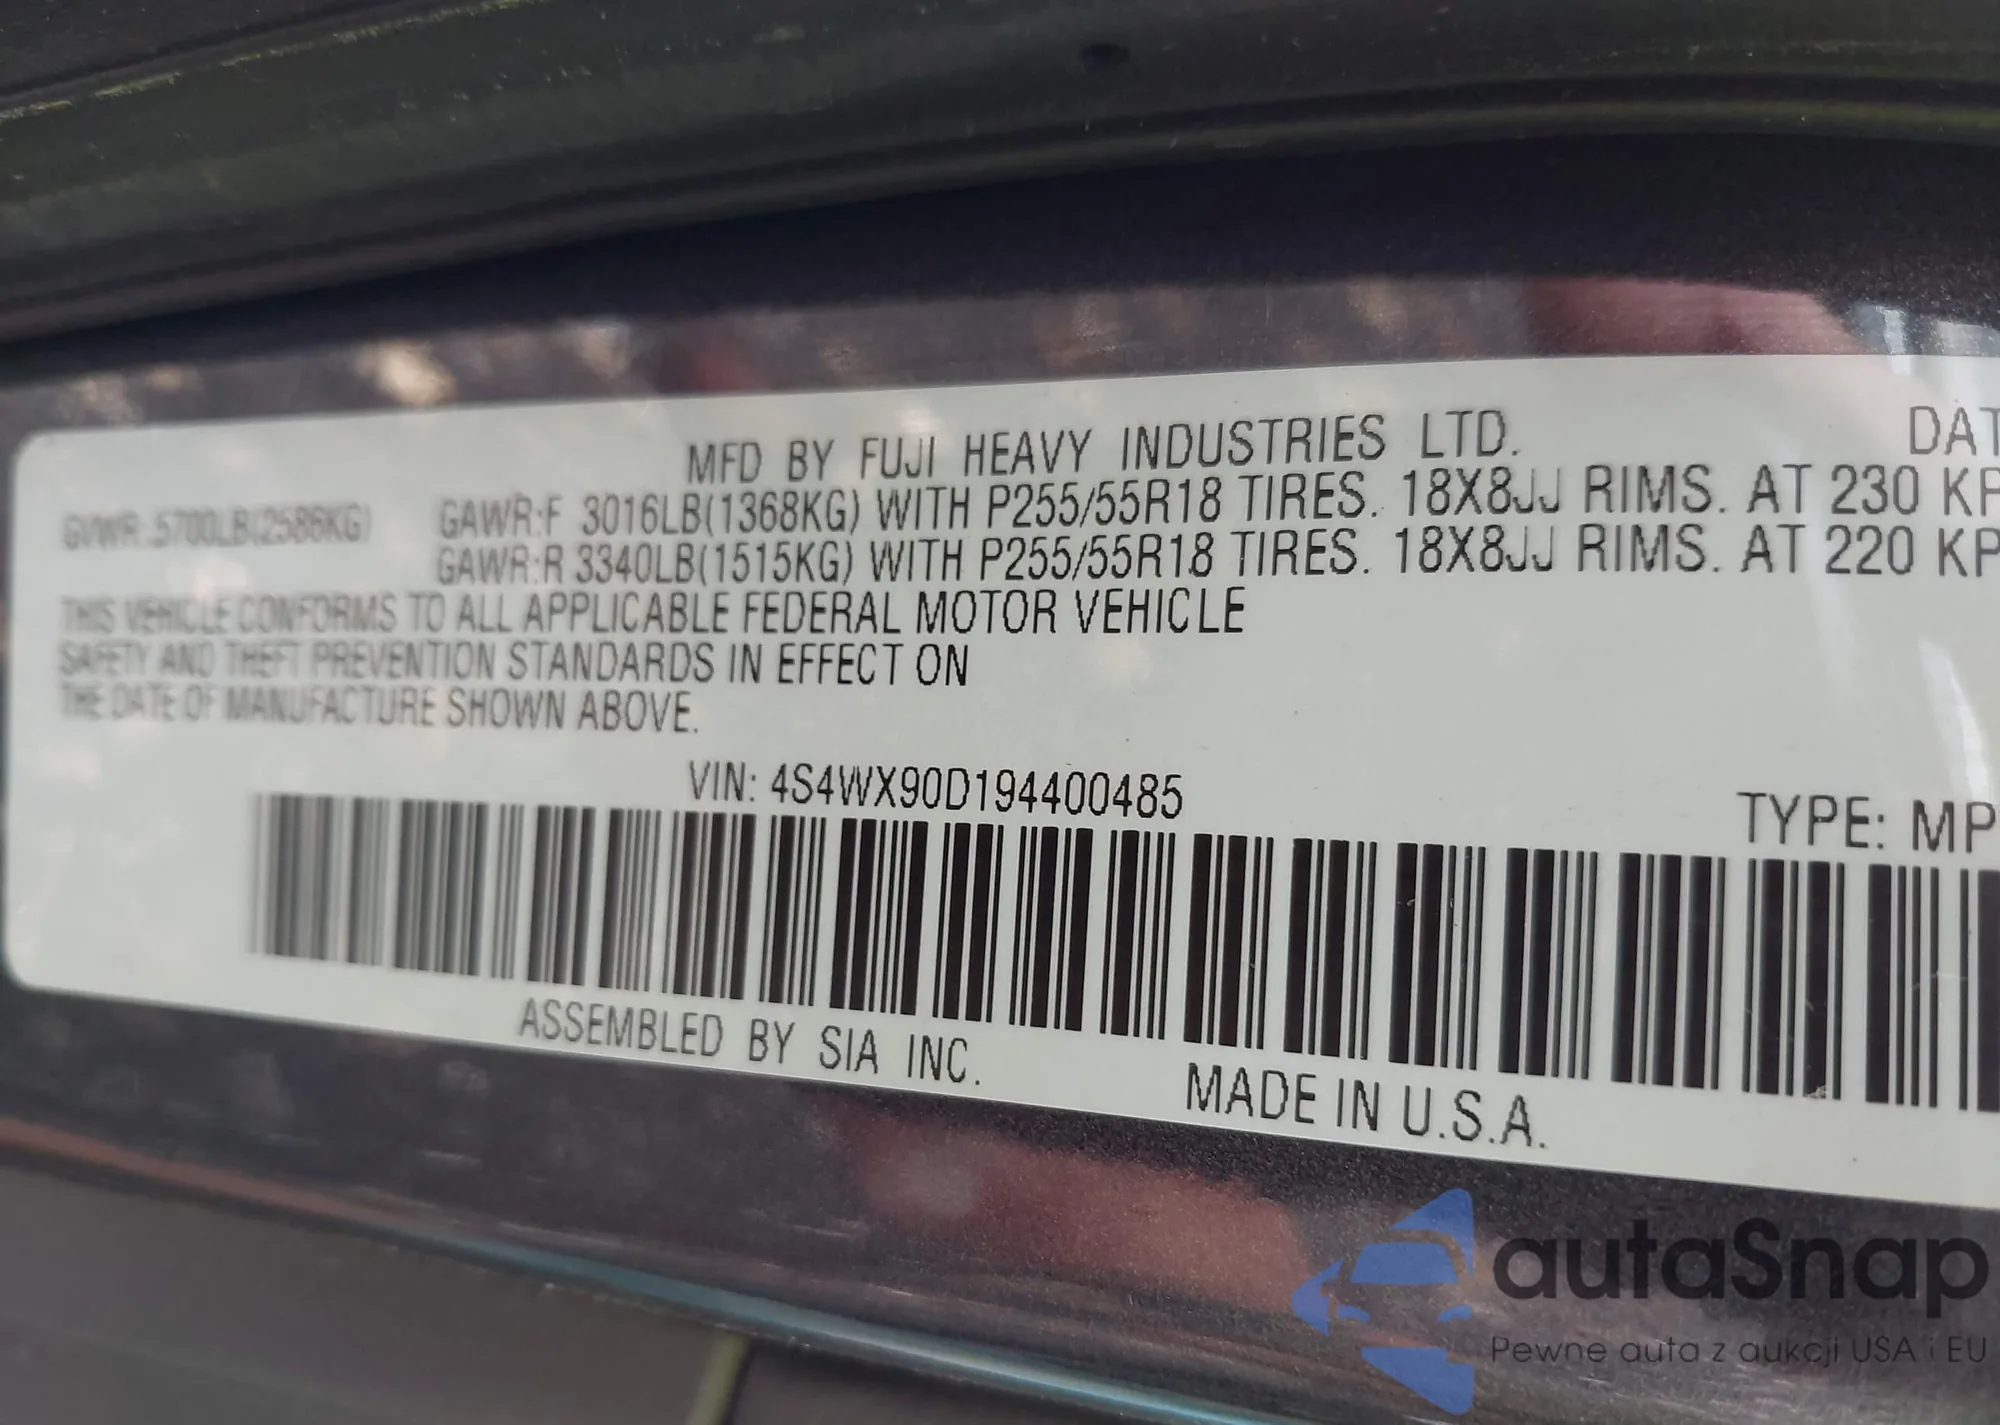 MFD BY FUJI HEAVY INDUSTRIES LTD. DAT
GVWR:5700LB(2586KG) GAWR:F 3016LB(1368KG) WITH P255/55R18 TIRES. 18X8JJ RIMS. AT 230 KP
GAWR:R 3340LB(1515KG) WITH P255/55R18 TIRES. 18X8JJ RIMS. AT 220 KP
THIS VEHICLE CONFORMS TO ALL APPLICABLE FEDERAL MOTOR VEHICLE
SAFETY AND THEFT PREVENTION STANDARDS IN EFFECT ON
THE DATE OF MANUFACTURE SHOWN ABOVE.
VIN: 4S4WX90D194400485 TYPE: MP
ASSEMBLED BY SIA INC. MADE IN U.S.A.
autaSnap
Pewne auta z aukcji USA i EU